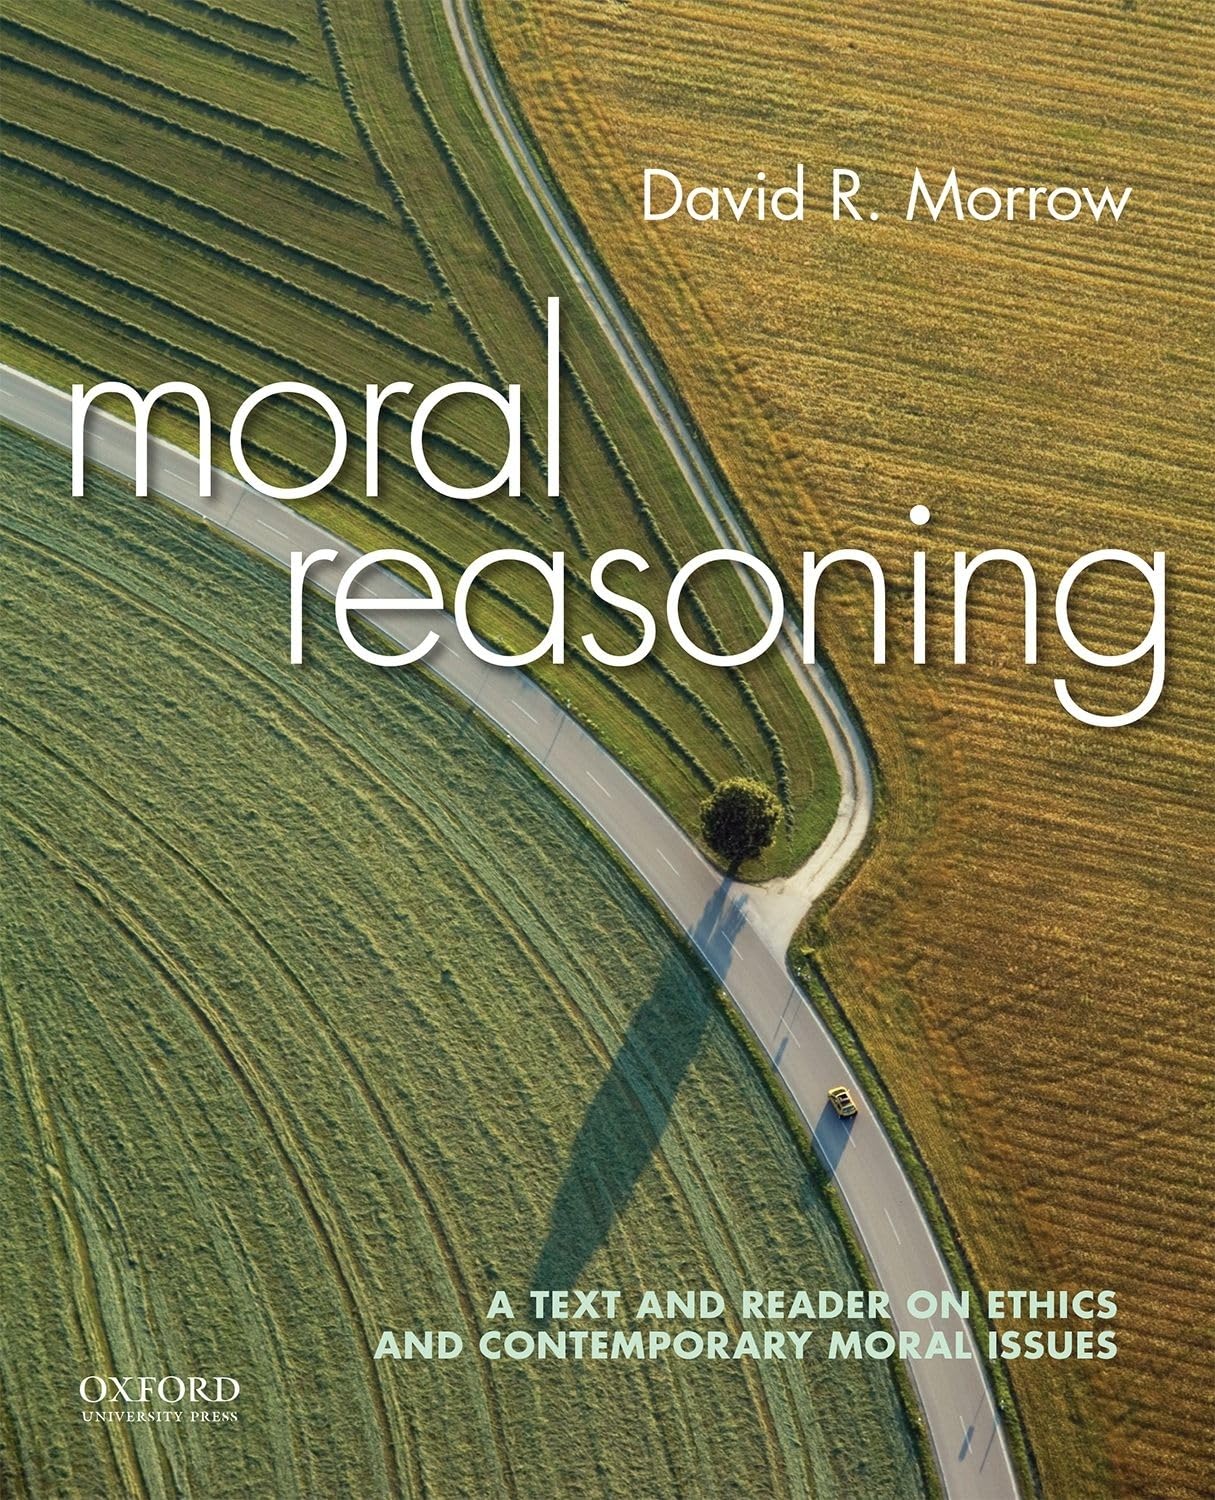 David R. Morrow
moral
reasoning
A TEXT AND READER ON ETHICS
AND CONTEMPORARY MORAL ISSUES
OXFORD
UNIVERSITY PRESS